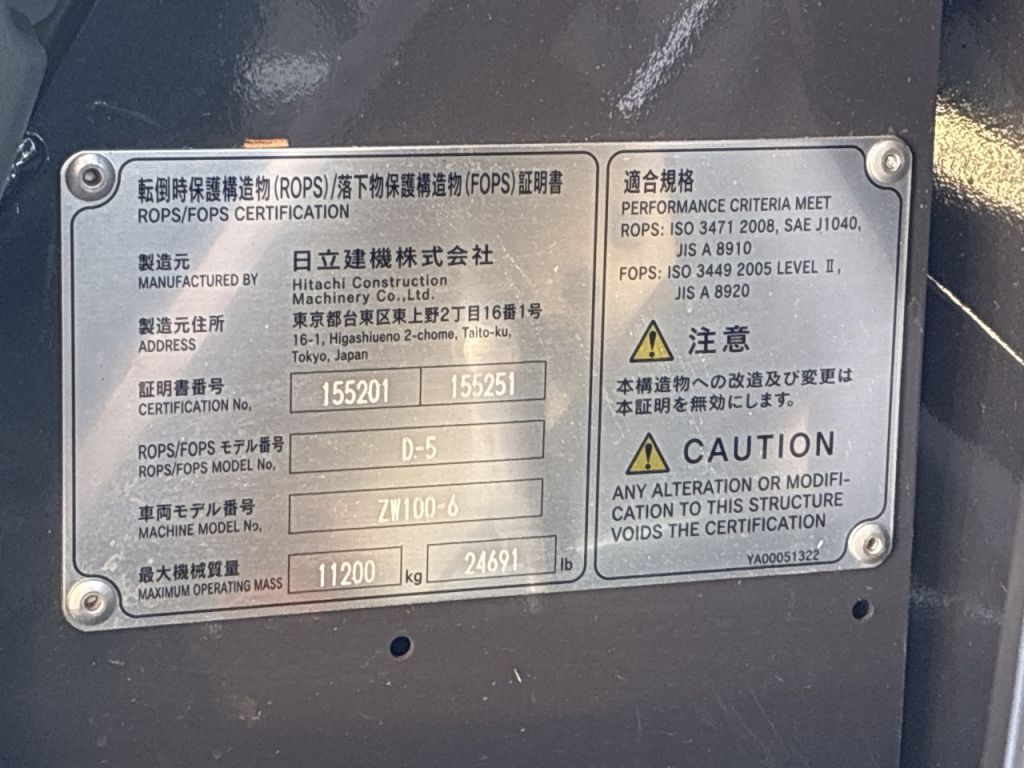 転倒時保護構造物(ROPS)/落下物保護構造物(FOPS)証明書
ROPS/FOPS CERTIFICATION
製造元 日立建機株式会社
MANUFACTURED BY Hitachi Construction
Machinery Co.,Ltd.
製造元住所 東京都台東区東上野2丁目16番1号
ADDRESS 16-1, Higashiueno 2-chome, Taito-ku,
Tokyo, Japan
証明書番号 155201 155251
CERTIFICATION No.
ROPS/FOPS モデル番号 D-5
ROPS/FOPS MODEL No.
車両モデル番号 ZW100-6
MACHINE MODEL No.
最大機械質量 11200 kg 24691 lb
MAXIMUM OPERATING MASS
適合規格
PERFORMANCE CRITERIA MEET
ROPS: ISO 3471 2008, SAE J1040,
JIS A 8910
FOPS: ISO 3449 2005 LEVEL Ⅱ,
JIS A 8920
注意
本構造物への改造及び変更は
本証明を無効にします。
CAUTION
ANY ALTERATION OR MODIFI-
CATION TO THIS STRUCTURE
VOIDS THE CERTIFICATION
YA00051322